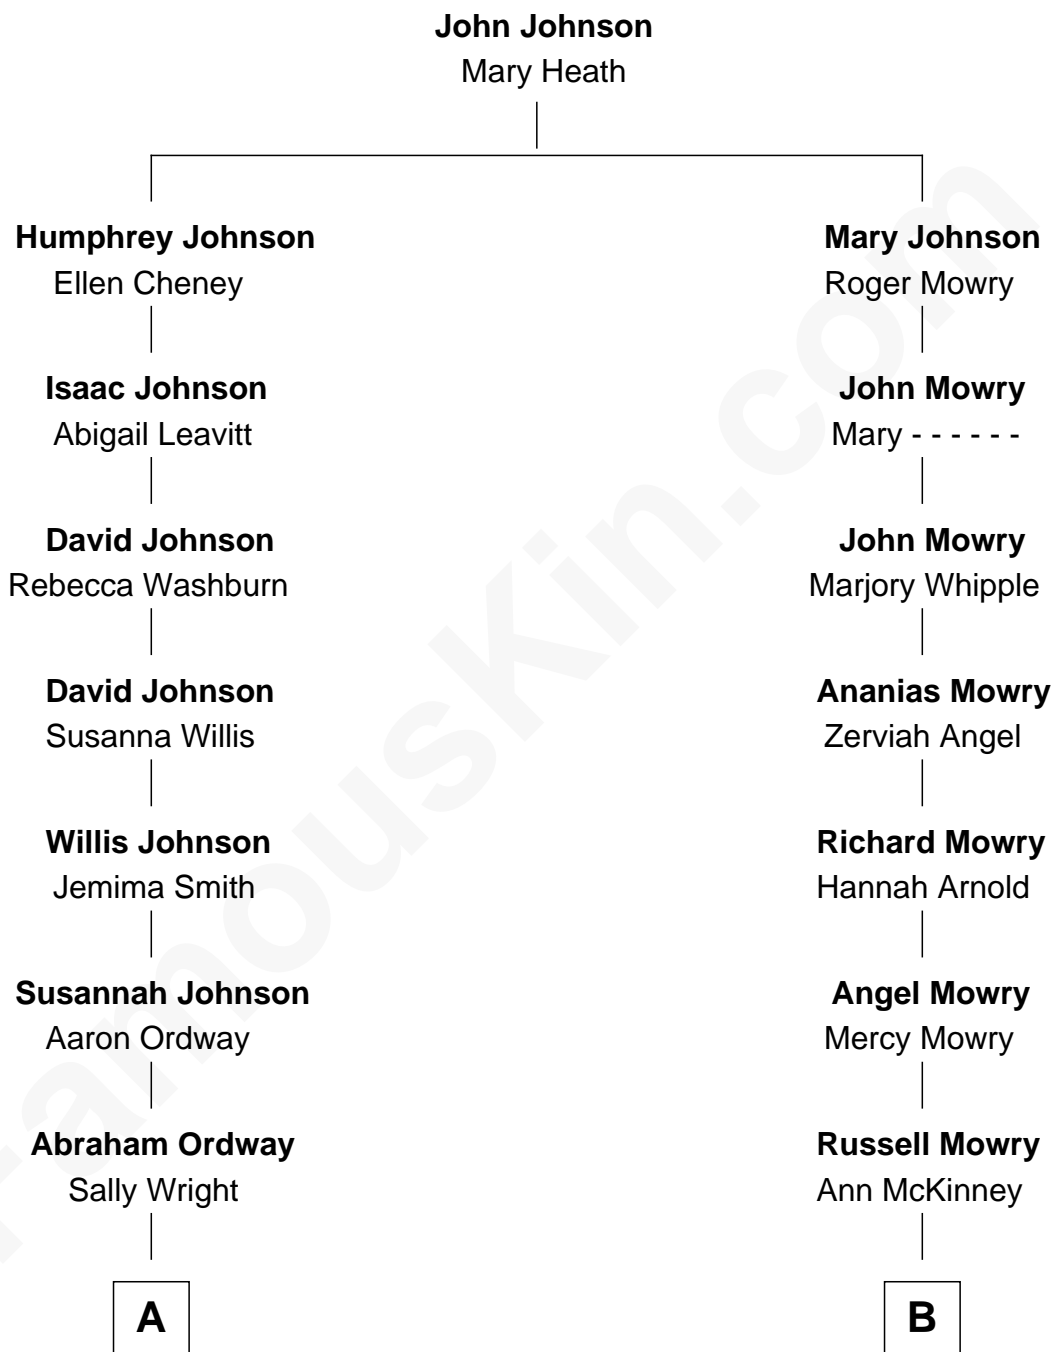 John Johnson
Mary Heath
Humphrey Johnson
Ellen Cheney
Mary Johnson
Roger Mowry
Isaac Johnson
Abigail Leavitt
John Mowry
Mary - - - - - -
David Johnson
Rebecca Washburn
John Mowry
Marjory Whipple
David Johnson
Susanna Willis
Ananias Mowry
Zerviah Angel
Willis Johnson
Jemima Smith
Richard Mowry
Hannah Arnold
Susannah Johnson
Aaron Ordway
Angel Mowry
Mercy Mowry
Abraham Ordway
Sally Wright
Russell Mowry
Ann McKinney
A
B
FamousKin.com